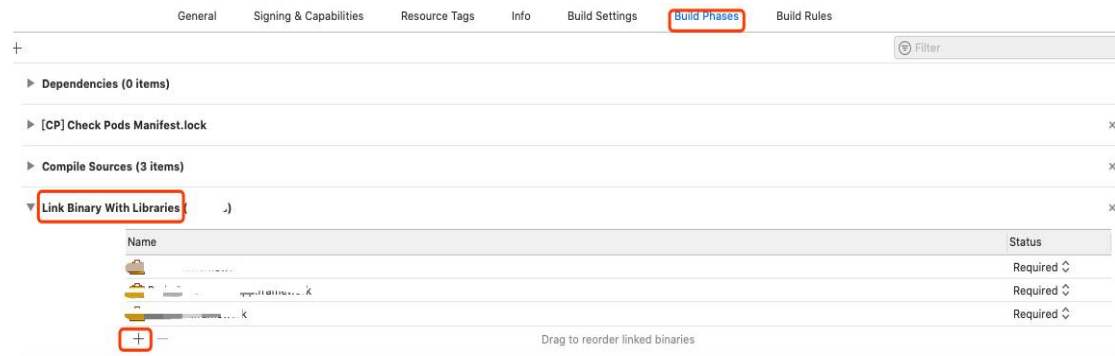 General Signing & Capabilities Resource Tags Info Build Settings Build Phases Build Rules
+ Filter
Dependencies (0 items)
[CP] Check Pods Manifest.lock
Compile Sources (3 items)
Link Binary With Libraries
Name Status
Required
Required
Required
+ − Drag to reorder linked binaries